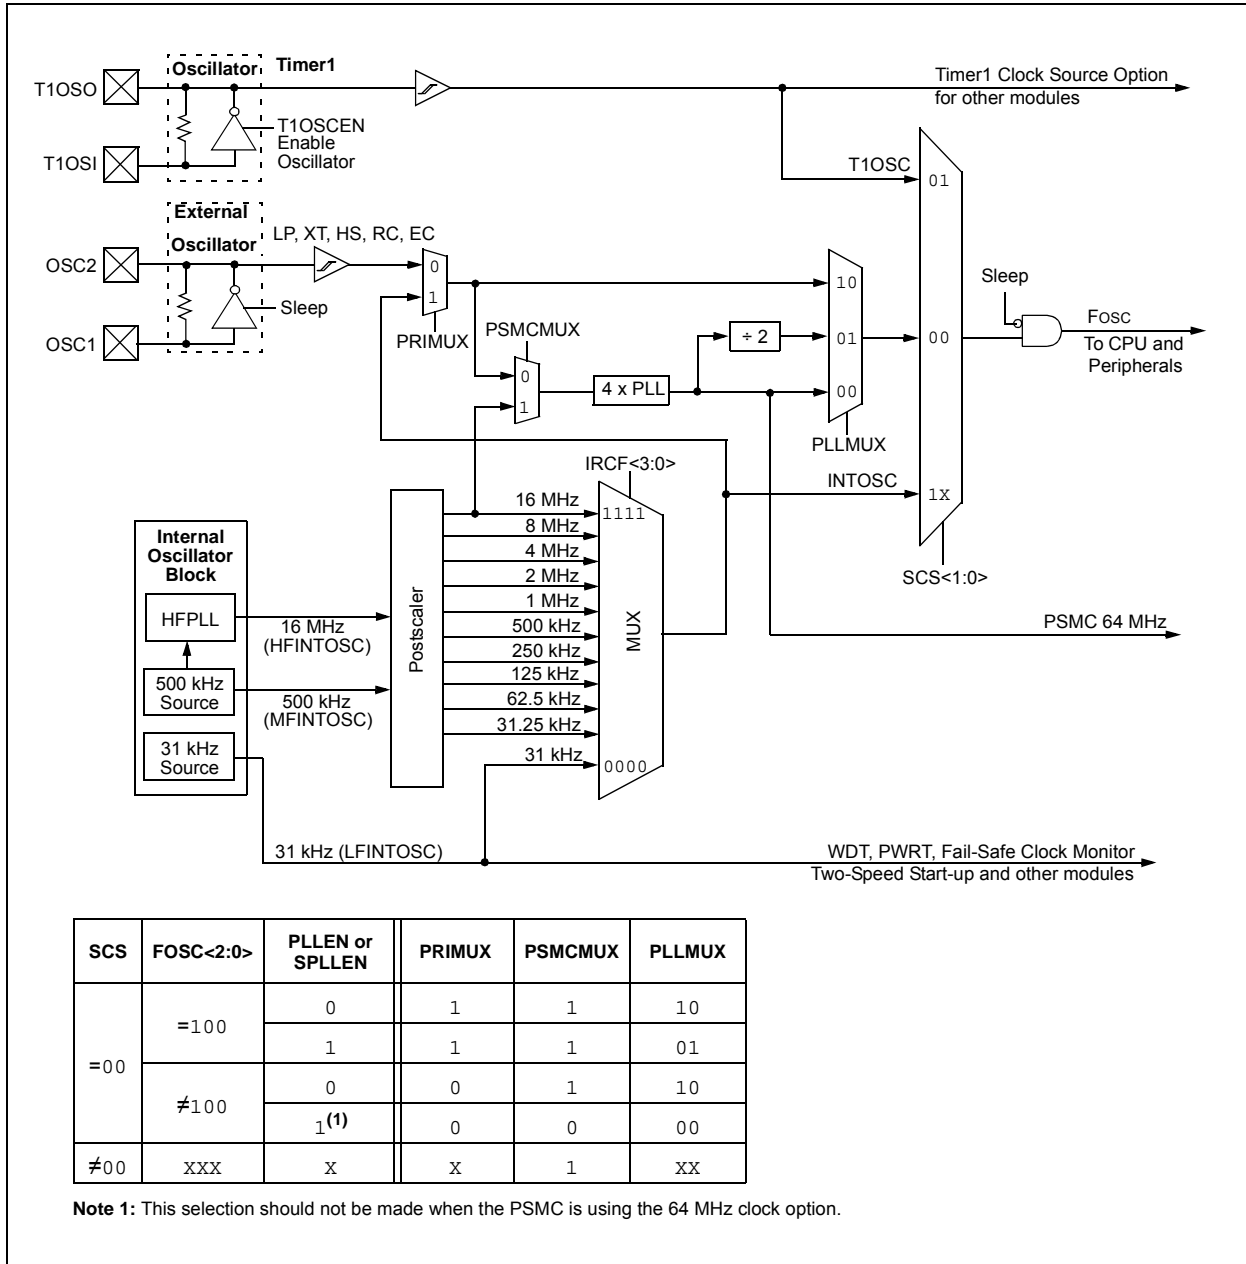 Oscillator Timer1
T1OSO
Timer1 Clock Source Option
for other modules
T1OSCEN
Enable
Oscillator
T1OSI
T1OSC
01
External
Oscillator
LP, XT, HS, RC, EC
OSC2
0
1
PRIMUX
Sleep
OSC1
PSMCMUX
0
1
4 x PLL
÷ 2
10
01
00
PLLMUX
00
Sleep
FOSC
To CPU and
Peripherals
INTOSC
1X
SCS<1:0>
IRCF<3:0>
Internal
Oscillator
Block
HFPLL
500 kHz
Source
31 kHz
Source
16 MHz
(HFINTOSC)
500 kHz
(MFINTOSC)
Postscaler
16 MHz
8 MHz
4 MHz
2 MHz
1 MHz
500 kHz
250 kHz
125 kHz
62.5 kHz
31.25 kHz
31 kHz
1111
MUX
0000
PSMC 64 MHz
31 kHz (LFINTOSC)
WDT, PWRT, Fail-Safe Clock Monitor
Two-Speed Start-up and other modules
SCS FOSC<2:0> PLLEN or SPLLEN PRIMUX PSMCMUX PLLMUX
=00 =100 0 1 1 10
1 1 1 01
≠100 0 0 1 10
1(1) 0 0 00
≠00 XXX X X 1 XX
Note 1: This selection should not be made when the PSMC is using the 64 MHz clock option.